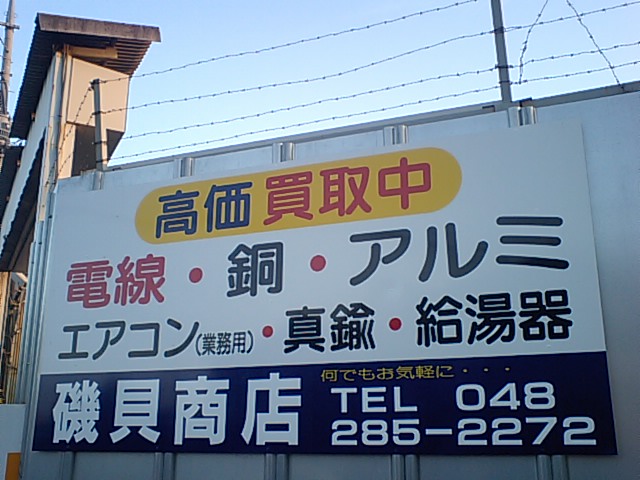 高価買取中
電線・銅・アルミ
エアコン(業務用)・真鍮・給湯器
磯貝商店
何でもお気軽に・・・
TEL 048
285-2272